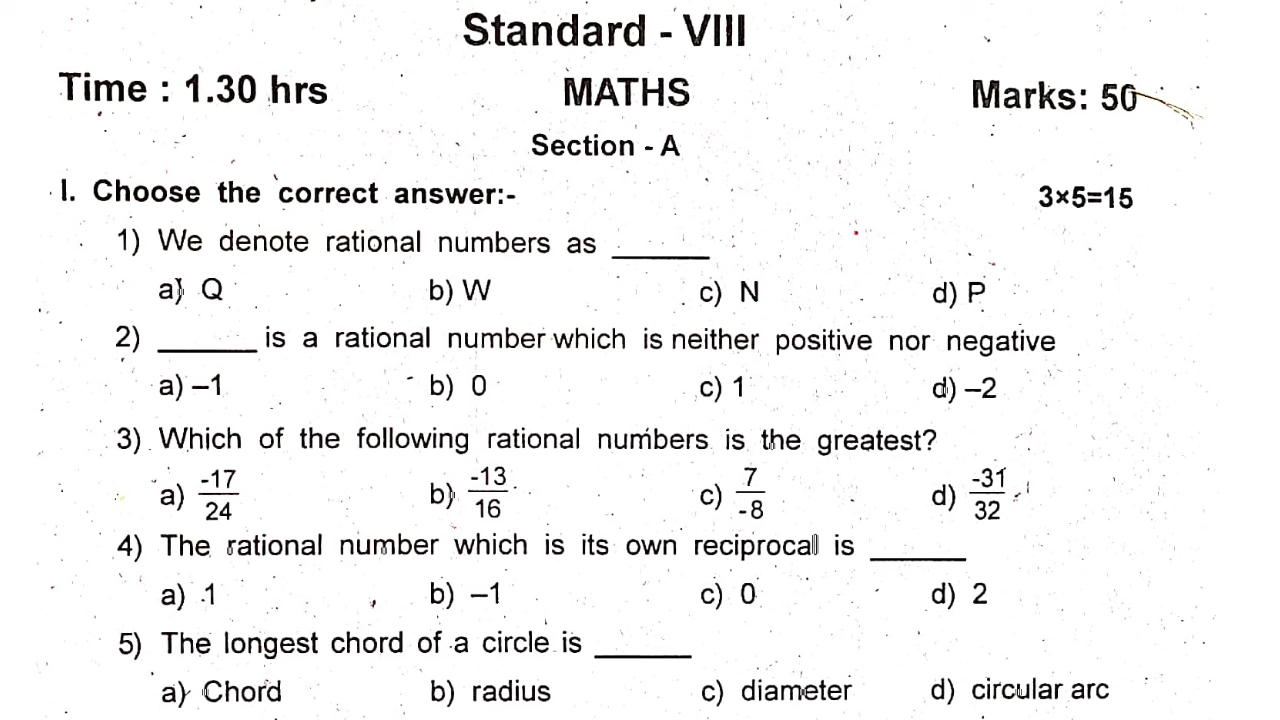 Standard - VIII
Time : 1.30 hrs MATHS Marks: 50
Section - A
I. Choose the correct answer:- 3×5=15
1) We denote rational numbers as ______
a) Q b) W c) N d) P
2) ______ is a rational number which is neither positive nor negative
a) –1 b) 0 c) 1 d) –2
3) Which of the following rational numbers is the greatest?
a) -17/24 b) -13/16 c) 7/-8 d) -31/32
4) The rational number which is its own reciprocal is ______
a) 1 b) –1 c) 0 d) 2
5) The longest chord of a circle is ______
a) Chord b) radius c) diameter d) circular arc